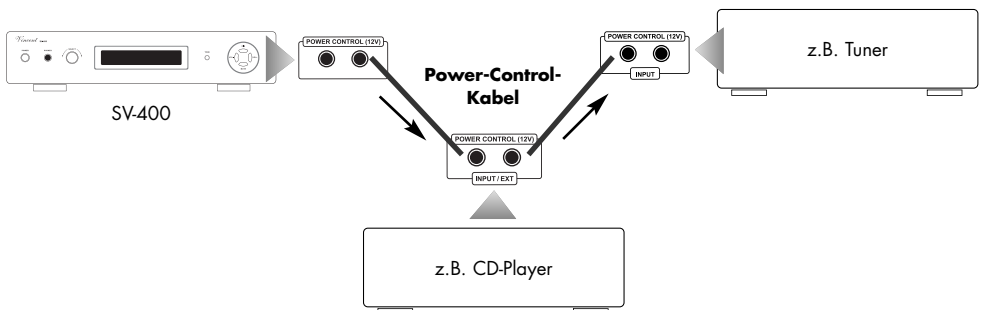 Vincent
POWER CONTROL (12V)
SV-400
Power-Control-
Kabel
POWER CONTROL (12V)
INPUT / EXT
POWER CONTROL (12V)
INPUT
z.B. Tuner
z.B. CD-Player